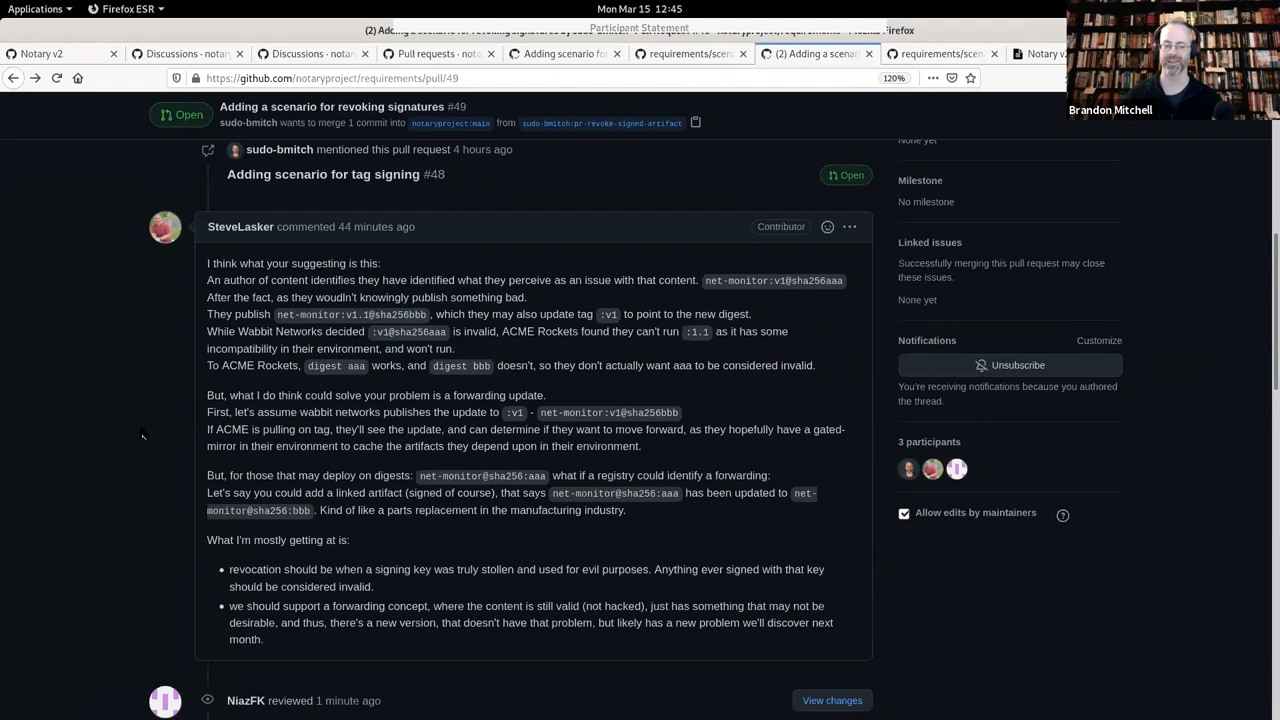 Applications
Firefox ESR
Mon Mar 15 12:45
Participant Statement
Notary v2
Discussions · notar
Discussions · notar
Pull requests · nota
Adding scenario fo
requirements/scen
(2) Adding a scenar
requirements/scen
Notary v
https://github.com/notaryproject/requirements/pull/49
120%
Brandon Mitchell
Open
Adding a scenario for revoking signatures #49
sudo-bmitch wants to merge 1 commit into notaryproject:main from sudo-bmitch:pr-revoke-signed-artifact
sudo-bmitch mentioned this pull request 4 hours ago
Adding scenario for tag signing #48
Open
SteveLasker commented 44 minutes ago
Contributor
I think what your suggesting is this:
An author of content identifies they have identified what they perceive as an issue with that content. net-monitor:v1@sha256aaa
After the fact, as they woudln't knowingly publish something bad.
They publish net-monitor:v1.1@sha256bbb, which they may also update tag :v1 to point to the new digest.
While Wabbit Networks decided :v1@sha256aaa is invalid, ACME Rockets found they can't run :1.1 as it has some
incompatibility in their environment, and won't run.
To ACME Rockets, digest aaa works, and digest bbb doesn't, so they don't actually want aaa to be considered invalid.
But, what I do think could solve your problem is a forwarding update.
First, let's assume wabbit networks publishes the update to :v1 - net-monitor:v1@sha256bbb
If ACME is pulling on tag, they'll see the update, and can determine if they want to move forward, as they hopefully have a gated-
mirror in their environment to cache the artifacts they depend upon in their environment.
But, for those that may deploy on digests: net-monitor@sha256:aaa what if a registry could identify a forwarding:
Let's say you could add a linked artifact (signed of course), that says net-monitor@sha256:aaa has been updated to net-
monitor@sha256:bbb. Kind of like a parts replacement in the manufacturing industry.
What I'm mostly getting at is:
• revocation should be when a signing key was truly stollen and used for evil purposes. Anything ever signed with that key
should be considered invalid.
• we should support a forwarding concept, where the content is still valid (not hacked), just has something that may not be
desirable, and thus, there's a new version, that doesn't have that problem, but likely has a new problem we'll discover next
month.
NiazFK reviewed 1 minute ago
View changes
None yet
Milestone
No milestone
Linked issues
Successfully merging this pull request may close
these issues.
None yet
Notifications
Customize
Unsubscribe
You're receiving notifications because you authored
the thread.
3 participants
Allow edits by maintainers